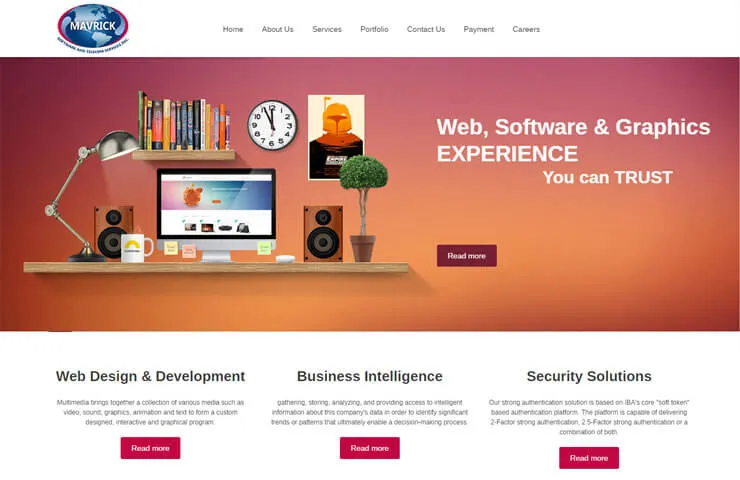 MAVRICK
SOFTWARE AND TELECOM SERVICES INC.
Home About Us Services Portfolio Contact Us Payment Careers
Web, Software & Graphics
EXPERIENCE
You can TRUST
EMPIRE
Read more
Web Design & Development
Multimedia brings together a collection of various media such as
video, sound, graphics, animation and text to form a custom
designed, interactive and graphical program.
Read more
Business Intelligence
gathering, storing, analyzing, and providing access to intelligent
information about this company's data in order to identify significant
trends or patterns that ultimately enable a decision-making process.
Read more
Security Solutions
Our strong authentication solution is based on iBA's core "soft token"
based authentication platform. The platform is capable of delivering
2-Factor strong authentication, 2.5-Factor strong authentication or a
combination of both.
Read more